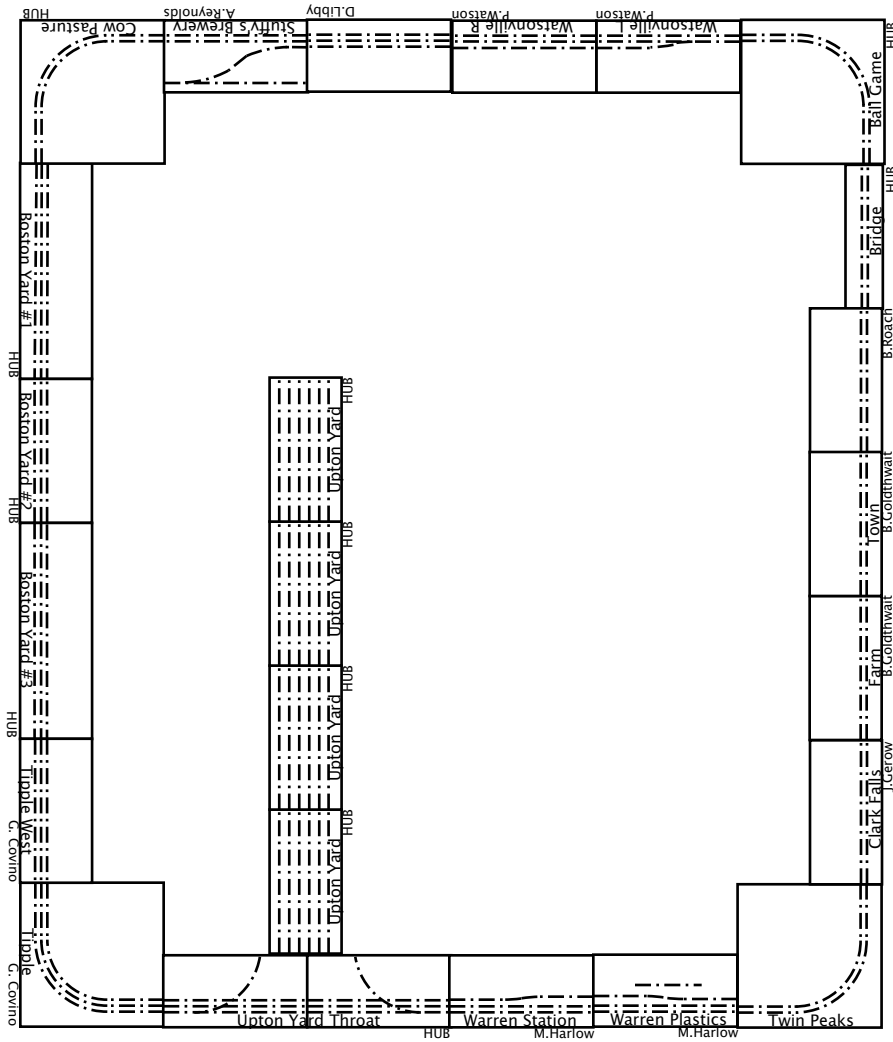 HUB
Cow Pasture
A.Reynolds
Stuffy's Brewery
D.Libby
P.Watson
Watsonville R
P.Watson
Watsonville L
HUB
Ball Game
HUB
Bridge
B.Roach
B.Goldthwait
Town
B.Goldthwait
Farm
J.Gerow
Clark Falls
Boston Yard #1
HUB
Boston Yard #2
HUB
Boston Yard #3
HUB
Tipple West
G. Covino
Tipple
G. Covino
HUB
Upton Yard
HUB
Upton Yard
HUB
Upton Yard
HUB
Upton Yard
Upton Yard Throat
HUB
Warren Station
M.Harlow
Warren Plastics
M.Harlow
Twin Peaks